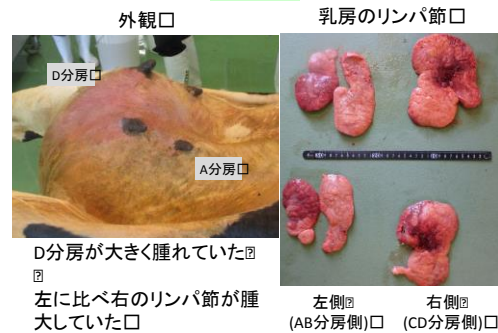 外観□
乳房のリンパ節□
D分房□
A分房□
D分房が大きく腫れていた⍰
⍰
左に比べ右のリンパ節が腫
大していた□
左側⍰
(AB分房側)□
右側⍰
(CD分房側)□